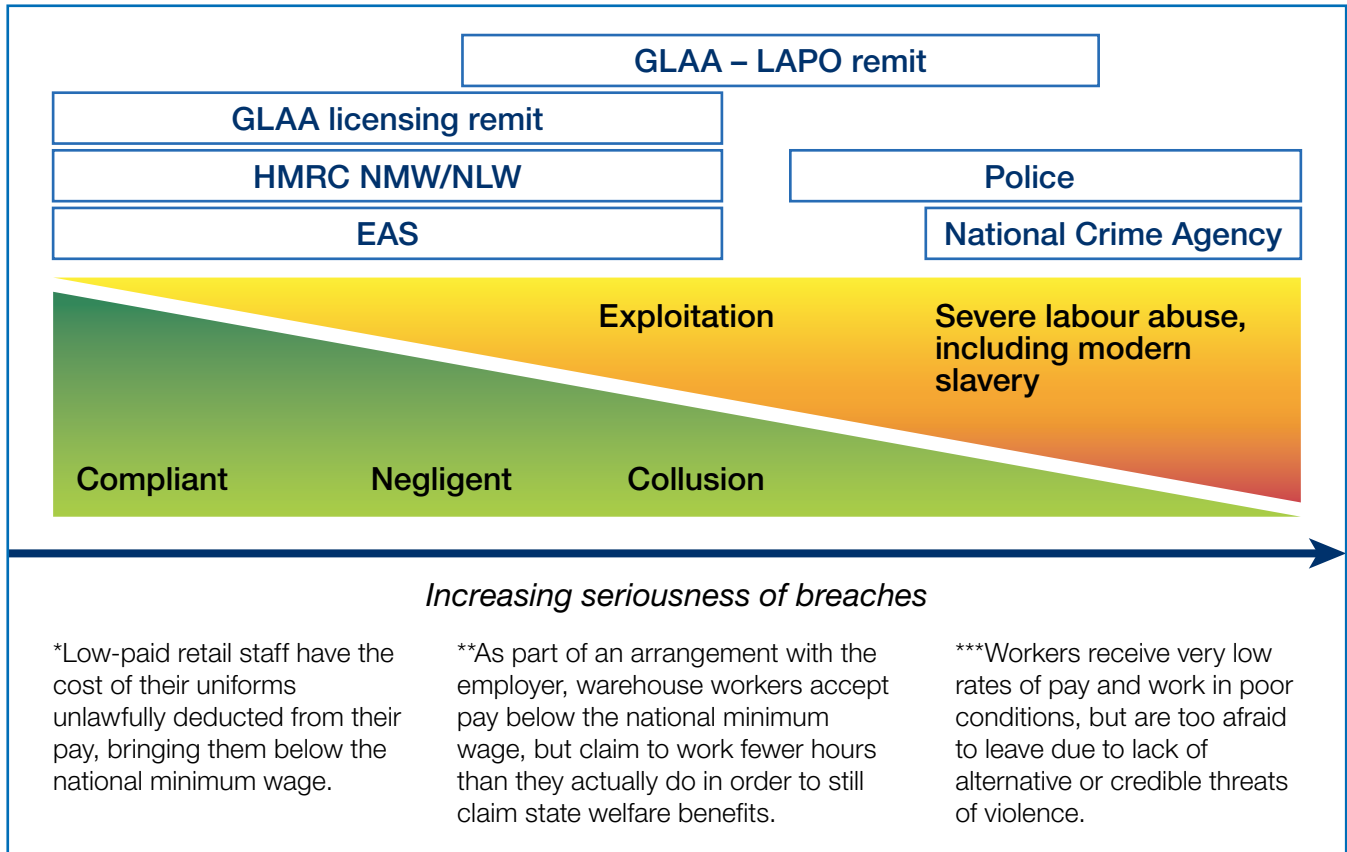 GLAA – LAPO remit
GLAA licensing remit
HMRC NMW/NLW
Police
EAS
National Crime Agency
Exploitation
Severe labour abuse,
including modern
slavery
Compliant
Negligent
Collusion
Increasing seriousness of breaches
*Low-paid retail staff have the
cost of their uniforms
unlawfully deducted from their
pay, bringing them below the
national minimum wage.
**As part of an arrangement with the
employer, warehouse workers accept
pay below the national minimum
wage, but claim to work fewer hours
than they actually do in order to still
claim state welfare benefits.
***Workers receive very low
rates of pay and work in poor
conditions, but are too afraid
to leave due to lack of
alternative or credible threats
of violence.